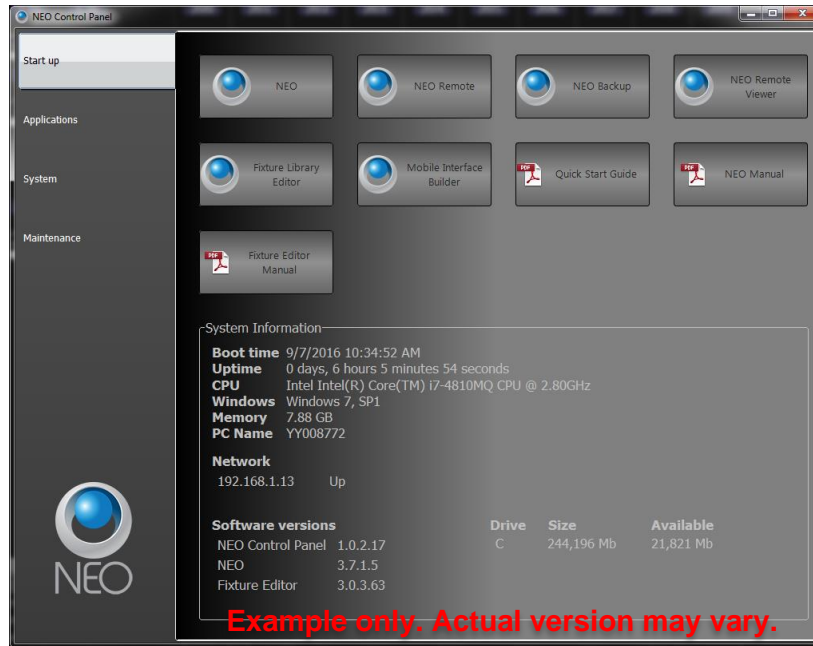 NEO Control Panel
Start up
Applications
System
Maintenance
NEO
NEO Remote
NEO Backup
NEO Remote
Viewer
Fixture Library
Editor
Mobile Interface
Builder
PDF
Quick Start Guide
PDF
NEO Manual
PDF
Fixture Editor
Manual
System Information
Boot time 9/7/2016 10:34:52 AM
Uptime 0 days, 6 hours 5 minutes 54 seconds
CPU Intel Intel(R) Core(TM) i7-4810MQ CPU @ 2.80GHz
Windows Windows 7, SP1
Memory 7.88 GB
PC Name YY008772
Network
192.168.1.13 Up
Software versions Drive Size Available
NEO Control Panel 1.0.2.17 C 244,196 Mb 21,821 Mb
NEO 3.7.1.5
Fixture Editor 3.0.3.63
NEO
Example only. Actual version may vary.